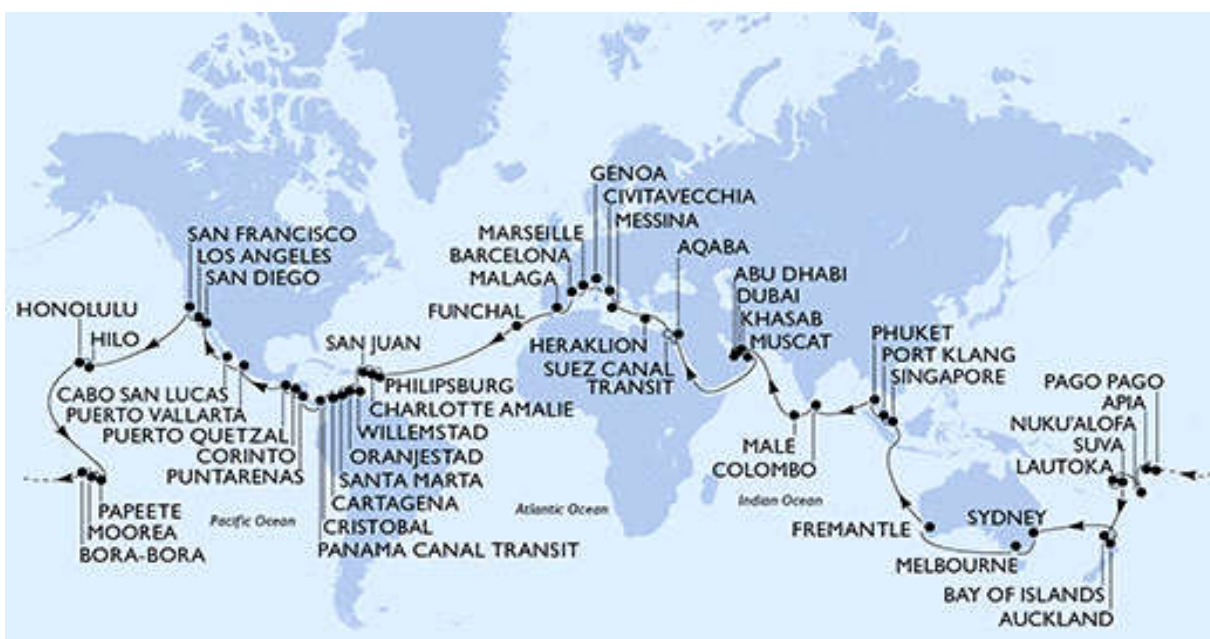 GENOA
CIVITAVECCHIA
MESSINA
MARSEILLE
BARCELONA
MALAGA
AQABA
SAN FRANCISCO
LOS ANGELES
SAN DIEGO
ABU DHABI
DUBAI
KHASAB
MUSCAT
HONOLULU
HILO
FUNCHAL
SAN JUAN
HERAKLION
SUEZ CANAL
TRANSIT
PHUKET
PORT KLANG
SINGAPORE
CABO SAN LUCAS
PUERTO VALLARTA
PUERTO QUETZAL
CORINTO
PUNTARENAS
PHILIPSBURG
CHARLOTTE AMALIE
WILLEMSTAD
ORANJESTAD
SANTA MARTA
CARTAGENA
CRISTOBAL
PANAMA CANAL TRANSIT
MALE
COLOMBO
PAGO PAGO
APIA
NUKU'ALOFA
SUVA
LAUTOKA
PAPEETE
MOOREA
BORA-BORA
Pacific Ocean
Atlantic Ocean
Indian Ocean
FREMANTLE
SYDNEY
MELBOURNE
BAY OF ISLANDS
AUCKLAND